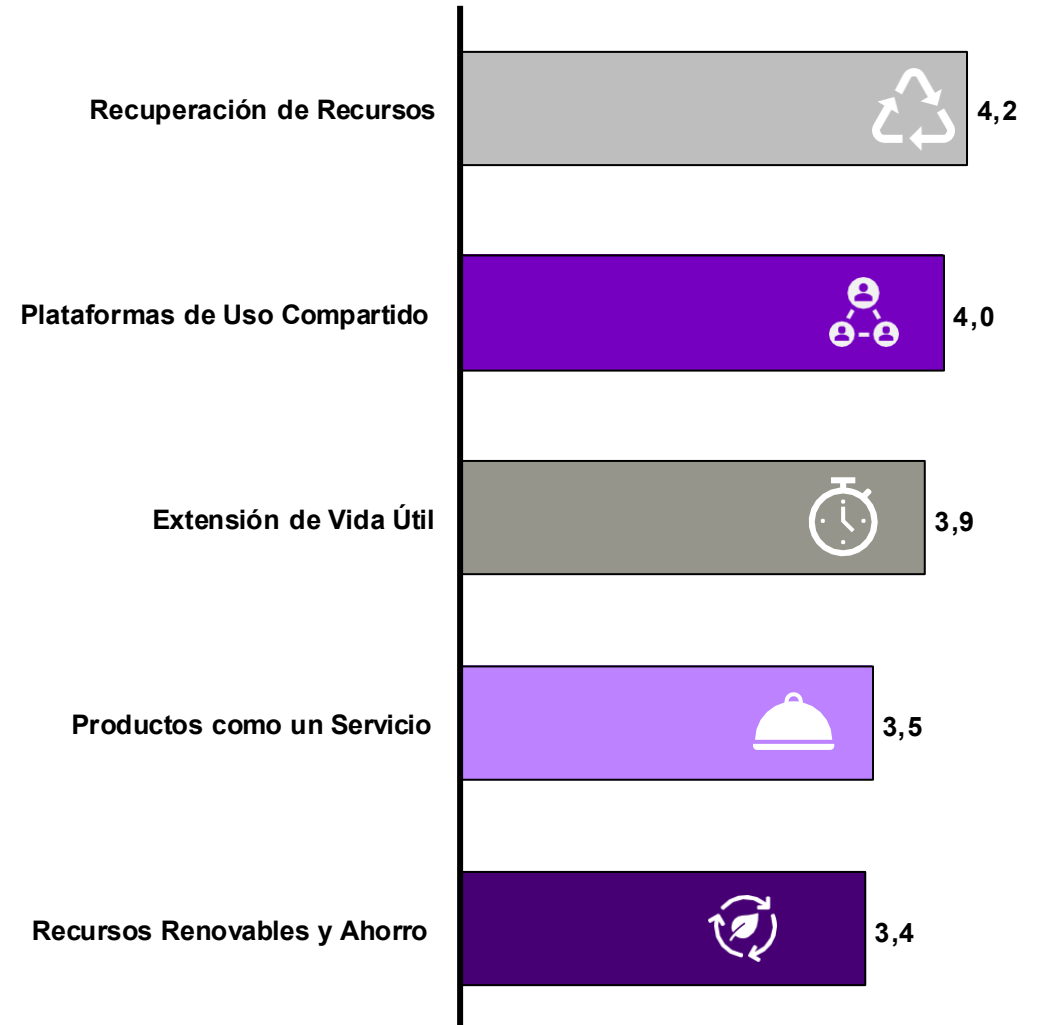 Recuperación de Recursos 4,2
Plataformas de Uso Compartido 4,0
Extensión de Vida Útil 3,9
Productos como un Servicio 3,5
Recursos Renovables y Ahorro 3,4